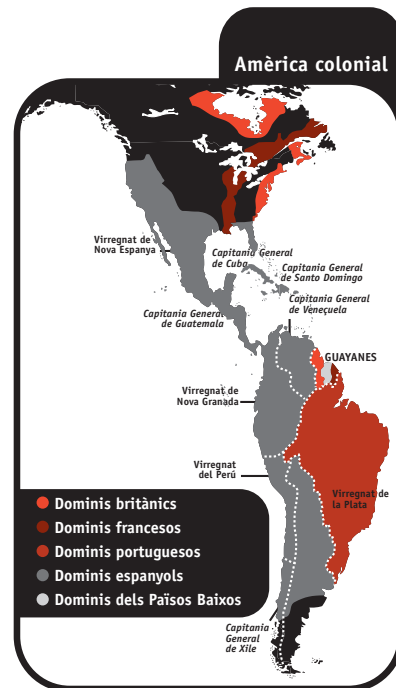 Amèrica colonial
Virregnat de
Nova Espanya
Capitania General
de Cuba
Capitania General
de Santo Domingo
Capitania General
de Veneçuela
Capitania General
de Guatemala
GUAYANES
Virregnat de
Nova Granada
Virregnat
del Perú
Virregnat de
la Plata
Dominis britànics
Dominis francesos
Dominis portuguesos
Dominis espanyols
Dominis dels Països Baixos
Capitania
General
de Xile